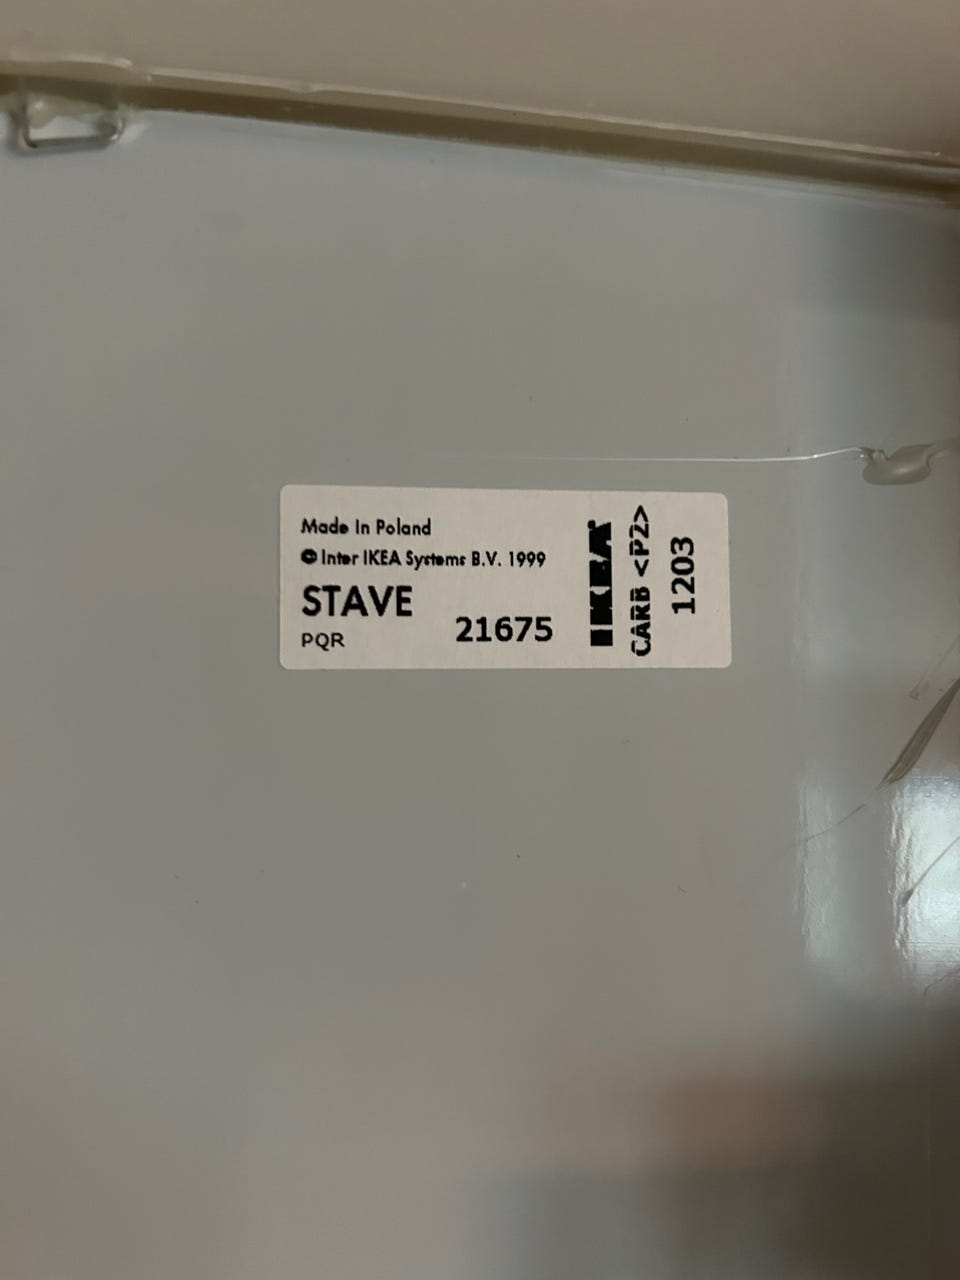 Made in Poland
© Inter IKEA Systems B.V. 1999
STAVE
PQR
21675
IKEA
CARB <P2>
1203